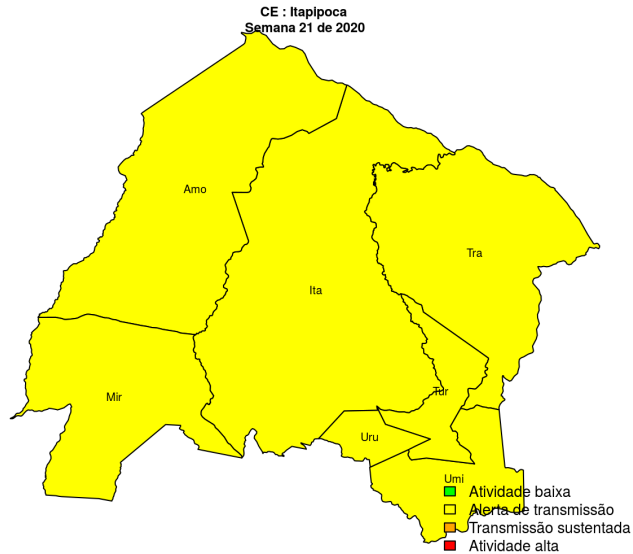 CE : Itapipoca
Semana 21 de 2020
Amo
Tra
Ita
Tur
Mir
Uru
Umi
Atividade baixa
Alerta de transmissão
Transmissão sustentada
Atividade alta